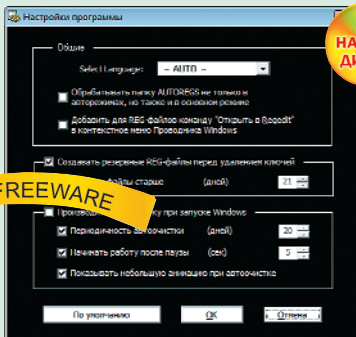 Настройки программы
НА
ДИ
Общие
Select Language:
-- AUTO --
Обрабатывать папку AUTOREGS не только в
авторежимах, но также и в основном режиме
Добавить для REG-файлов команду "Открыть в Regedit"
в контекстное меню Проводника Windows
Создавать резервные REG-файлы перед удалением ключей
файлы старше (дней) 21
FREEWARE
при запуске Windows
Периодичность автоочистки (дней) 20
Начинать работу после паузы (сек) 5
Показывать небольшую анимацию при автоочистке
По умолчанию
OK
Отмена